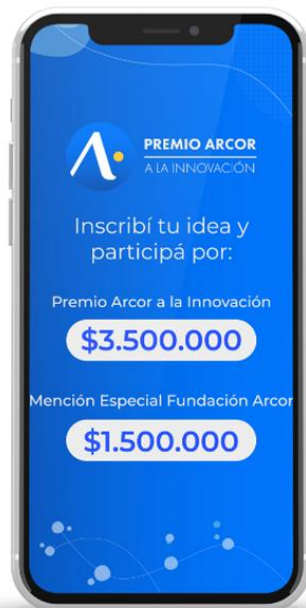 PREMIO ARCOR
A LA INNOVACIÓN
Inscribí tu idea y
participá por:
Premio Arcor a la Innovación
$3.500.000
Mención Especial Fundación Arcor
$1.500.000